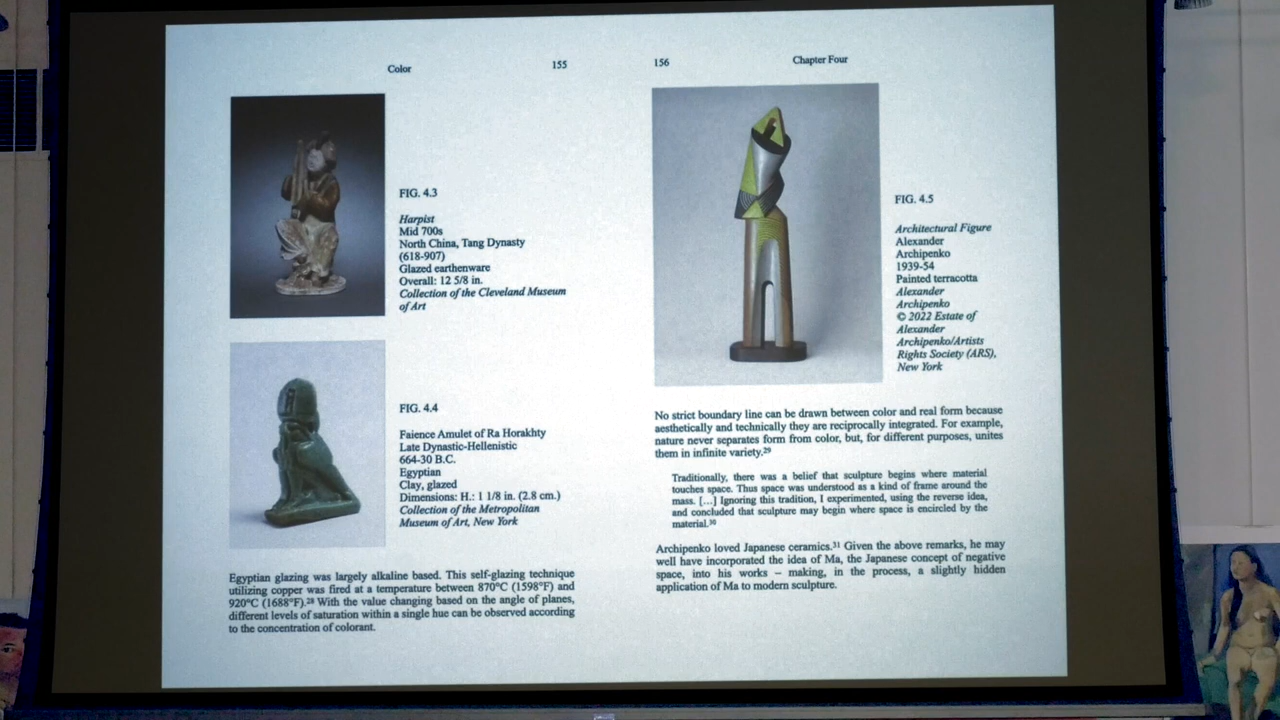 Color
155
FIG. 4.3
Harpist
Mid 700s
North China, Tang Dynasty
(618-907)
Glazed earthenware
Overall: 12 5/8 in.
Collection of the Cleveland Museum
of Art
FIG. 4.4
Faience Amulet of Ra Horakhty
Late Dynastic-Hellenistic
664-30 B.C.
Egyptian
Clay, glazed
Dimensions: H.: 1 1/8 in. (2.8 cm.)
Collection of the Metropolitan
Museum of Art, New York
Egyptian glazing was largely alkaline based. This self-glazing technique
utilizing copper was fired at a temperature between 870°C (1598°F) and
920°C (1688°F).²⁸ With the value changing based on the angle of planes,
different levels of saturation within a single hue can be observed according
to the concentration of colorant.
156
Chapter Four
FIG. 4.5
Architectural Figure
Alexander
Archipenko
1939-54
Painted terracotta
Alexander
Archipenko
© 2022 Estate of
Alexander
Archipenko/Artists
Rights Society (ARS),
New York
No strict boundary line can be drawn between color and real form because
aesthetically and technically they are reciprocally integrated. For example,
nature never separates form from color, but, for different purposes, unites
them in infinite variety.²⁹
Traditionally, there was a belief that sculpture begins where material
touches space. Thus space was understood as a kind of frame around the
mass. [...] Ignoring this tradition, I experimented, using the reverse idea,
and concluded that sculpture may begin where space is encircled by the
material.³⁰
Archipenko loved Japanese ceramics.³¹ Given the above remarks, he may
well have incorporated the idea of Ma, the Japanese concept of negative
space, into his works – making, in the process, a slightly hidden
application of Ma to modern sculpture.